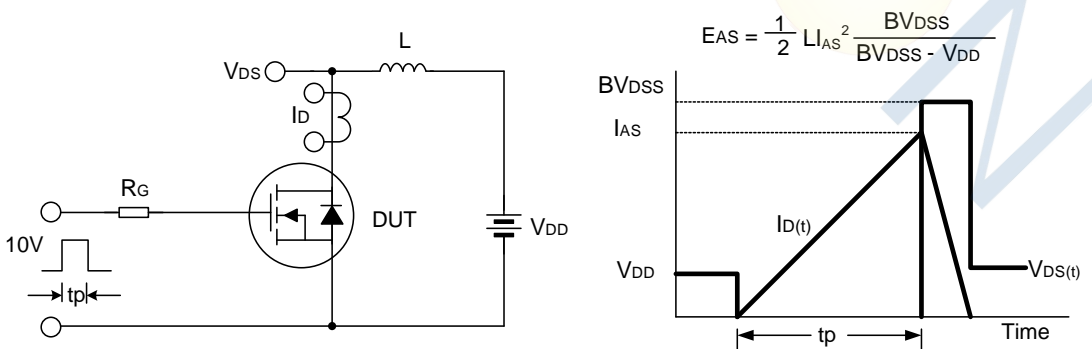 EAS = 1/2 LIAS² BVDSS/(BVDSS - VDD)
L
VDS
ID
RG
DUT
VDD
10V
tp
BVDSS
IAS
ID(t)
VDD
VDS(t)
tp
Time